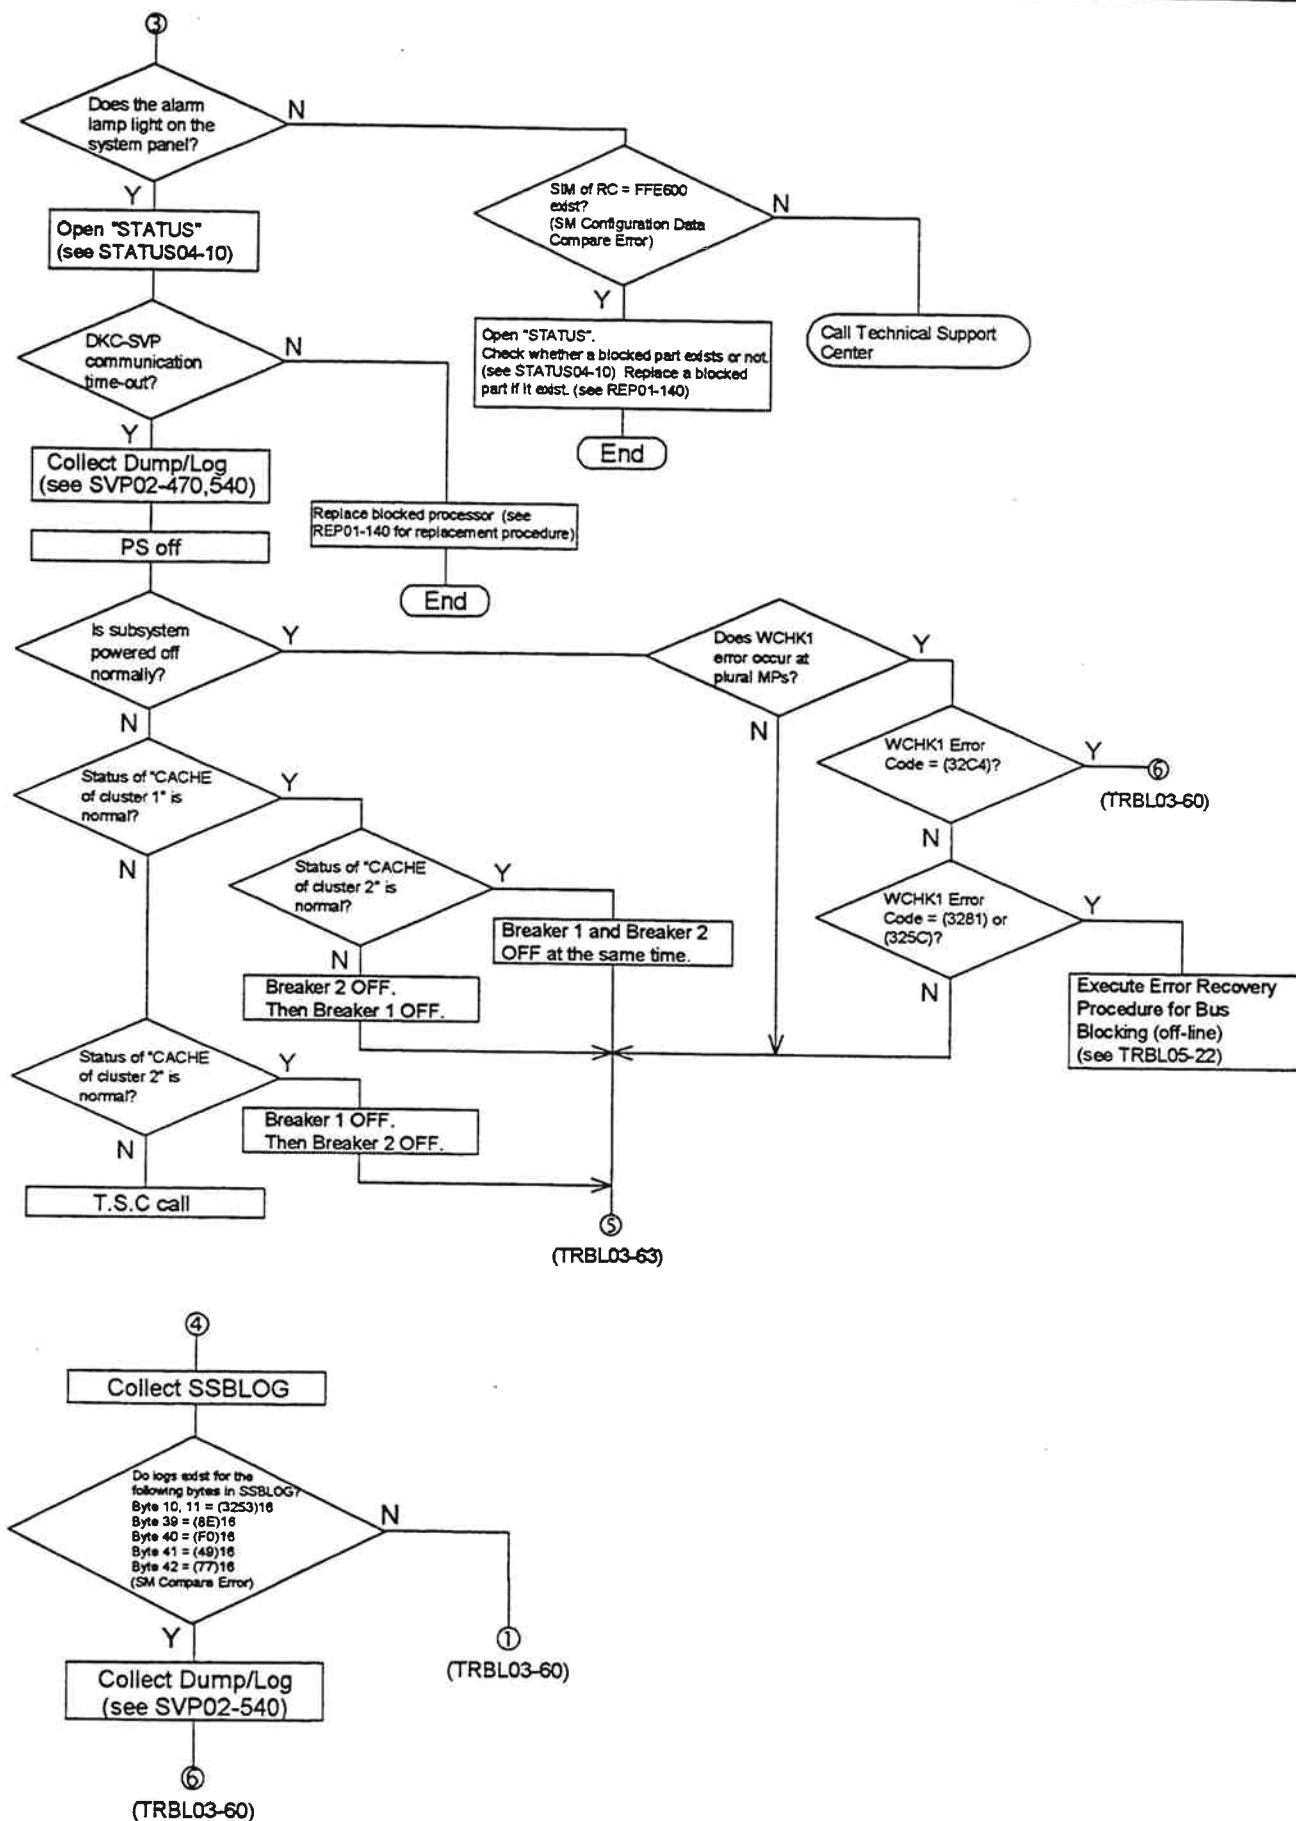 ③
Does the alarm
lamp light on the
system panel?
N
Y
Open "STATUS"
(see STATUS04-10)
SIM of RC = FFE600
exist?
(SM Configuration Data
Compare Error)
N
Y
Call Technical Support
Center
Open "STATUS".
Check whether a blocked part exists or not.
(see STATUS04-10) Replace a blocked
part if it exist. (see REP01-140)
End
DKC-SVP
communication
time-out?
N
Y
Collect Dump/Log
(see SVP02-470,540)
PS off
Replace blocked processor (see
REP01-140 for replacement procedure)
End
Is subsystem
powered off
normally?
Y
N
Does WCHK1
error occur at
plural MPs?
Y
N
WCHK1 Error
Code = (32C4)?
Y
⑥
(TRBL03-60)
N
WCHK1 Error
Code = (3281) or
(325C)?
Y
N
Execute Error Recovery
Procedure for Bus
Blocking (off-line)
(see TRBL05-22)
Status of "CACHE
of cluster 1" is
normal?
Y
N
Status of "CACHE
of cluster 2" is
normal?
Y
N
Breaker 1 and Breaker 2
OFF at the same time.
Breaker 2 OFF.
Then Breaker 1 OFF.
Status of "CACHE
of cluster 2" is
normal?
Y
N
Breaker 1 OFF.
Then Breaker 2 OFF.
T.S.C call
⑤
(TRBL03-63)
④
Collect SSBLOG
Do logs exist for the
following bytes in SSBLOG?
Byte 10, 11 = (3253)16
Byte 39 = (8E)16
Byte 40 = (F0)16
Byte 41 = (49)16
Byte 42 = (77)16
(SM Compare Error)
N
Y
①
(TRBL03-60)
Collect Dump/Log
(see SVP02-540)
⑥
(TRBL03-60)